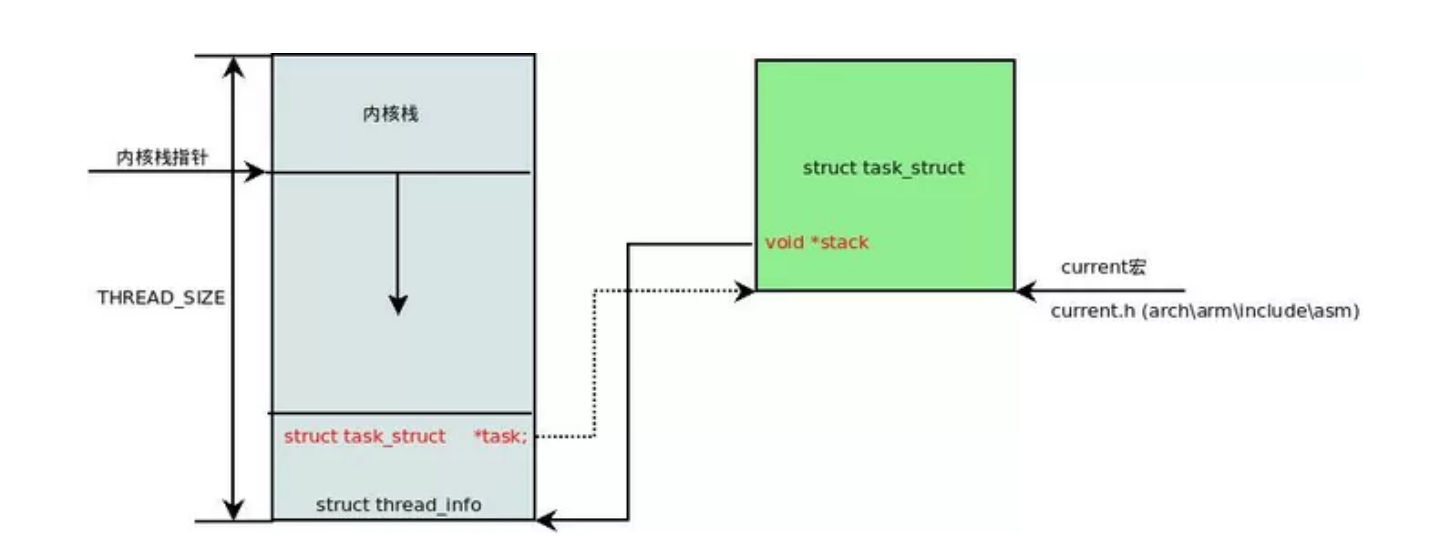 内核栈
内核栈指针
struct task_struct
void *stack
current宏
THREAD_SIZE
current.h (arch\arm\include\asm)
struct task_struct *task;
struct thread_info